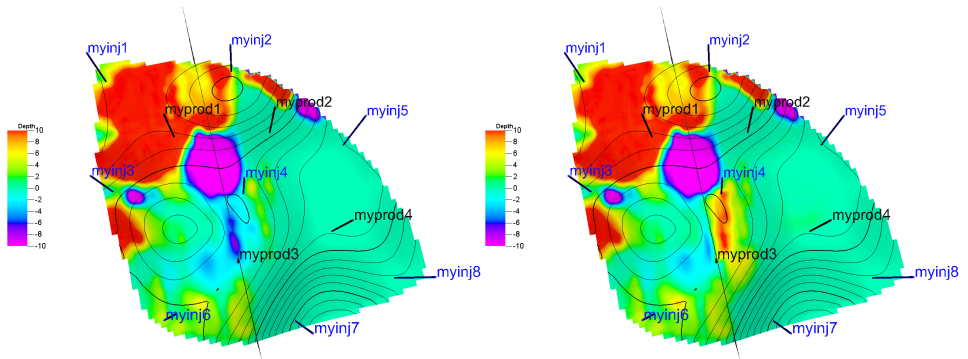 myinj1
myinj2
myprod1
myprod2
myinj5
Depth
10
8
6
4
2
0
-2
-4
-6
-8
-10
myinj3
myinj4
myprod4
myprod3
myinj8
myinj6
myinj7
myinj1
myinj2
myprod1
myprod2
myinj5
Depth
10
8
6
4
2
0
-2
-4
-6
-8
-10
myinj3
myinj4
myprod4
myprod3
myinj8
myinj6
myinj7